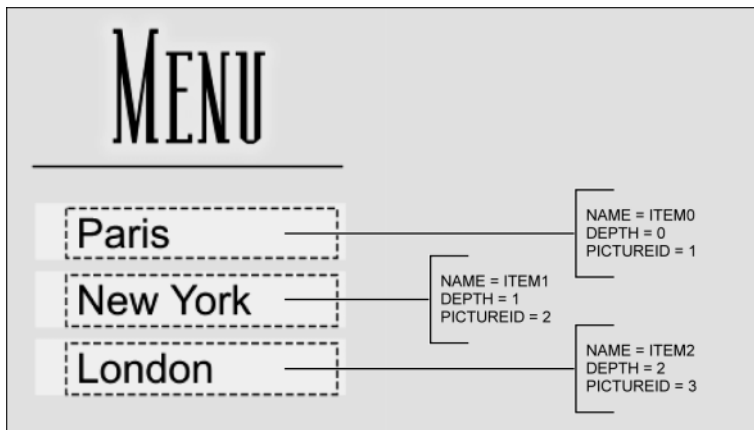 MENU
Paris
NAME = ITEM0
DEPTH = 0
PICTUREID = 1
New York
NAME = ITEM1
DEPTH = 1
PICTUREID = 2
London
NAME = ITEM2
DEPTH = 2
PICTUREID = 3